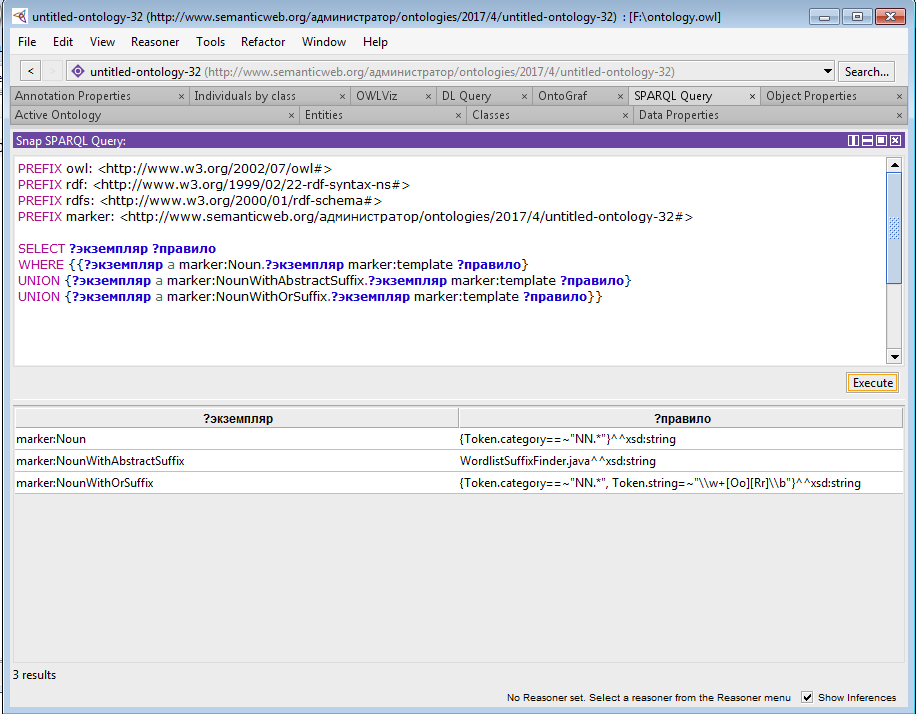 untitled-ontology-32 (http://www.semanticweb.org/администратор/ontologies/2017/4/untitled-ontology-32) : [F:\ontology.owl]
File Edit View Reasoner Tools Refactor Window Help
< > untitled-ontology-32 (http://www.semanticweb.org/администратор/ontologies/2017/4/untitled-ontology-32) Search...
Annotation Properties × Individuals by class × OWLViz × DL Query × OntoGraf × SPARQL Query × Object Properties ×
Active Ontology × Entities × Classes × Data Properties ×
Snap SPARQL Query:
PREFIX owl: <http://www.w3.org/2002/07/owl#>
PREFIX rdf: <http://www.w3.org/1999/02/22-rdf-syntax-ns#>
PREFIX rdfs: <http://www.w3.org/2000/01/rdf-schema#>
PREFIX marker: <http://www.semanticweb.org/администратор/ontologies/2017/4/untitled-ontology-32#>
SELECT ?экземпляр ?правило
WHERE {{?экземпляр a marker:Noun.?экземпляр marker:template ?правило}
UNION {?экземпляр a marker:NounWithAbstractSuffix.?экземпляр marker:template ?правило}
UNION {?экземпляр a marker:NounWithOrSuffix.?экземпляр marker:template ?правило}}
Execute
?экземпляр ?правило
marker:Noun {Token.category==~"NN.*"}^^xsd:string
marker:NounWithAbstractSuffix WordlistSuffixFinder.java^^xsd:string
marker:NounWithOrSuffix {Token.category==~"NN.*", Token.string=~"\\w+[Oo][Rr]\\b"}^^xsd:string
3 results
No Reasoner set. Select a reasoner from the Reasoner menu Show Inferences